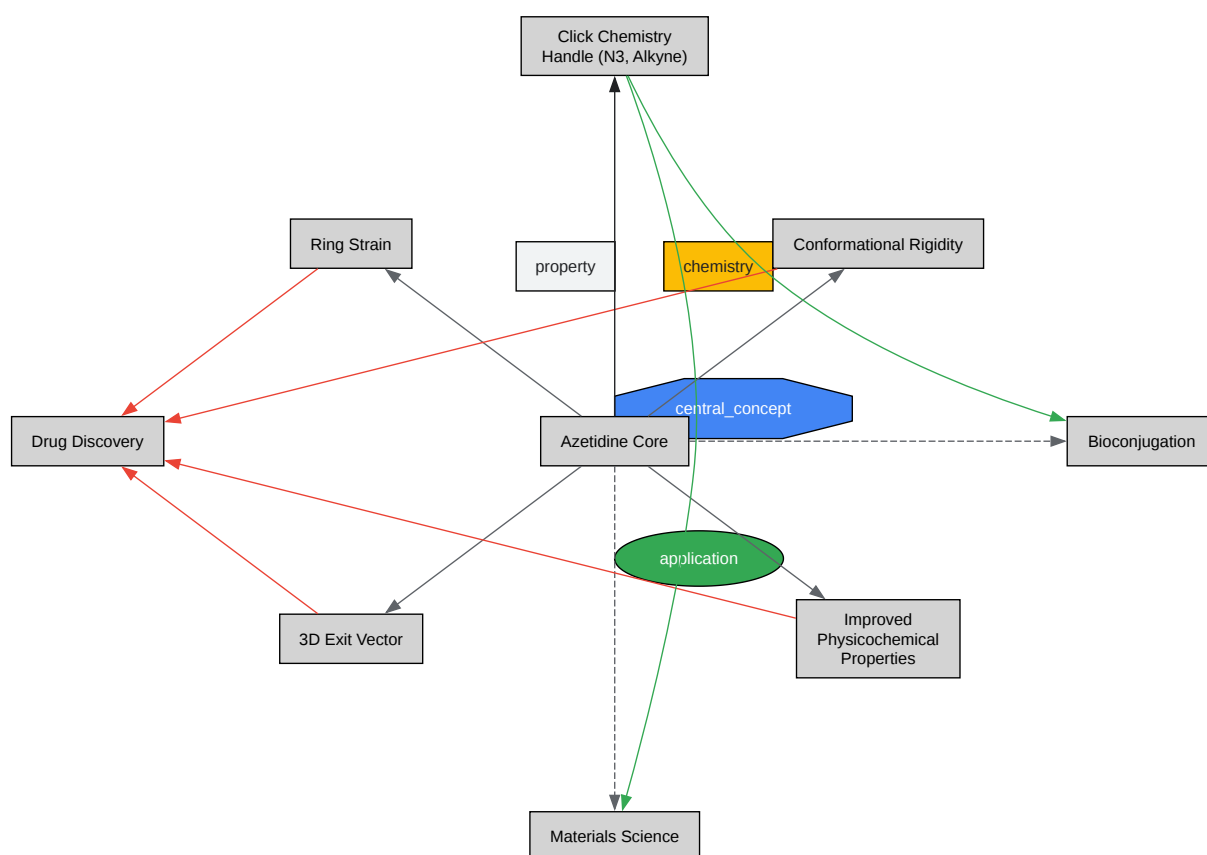 Click Chemistry
Handle (N3, Alkyne)
Ring Strain
property
chemistry
Conformational Rigidity
central_concept
Drug Discovery
Azetidine Core
Bioconjugation
application
3D Exit Vector
Improved
Physicochemical
Properties
Materials Science